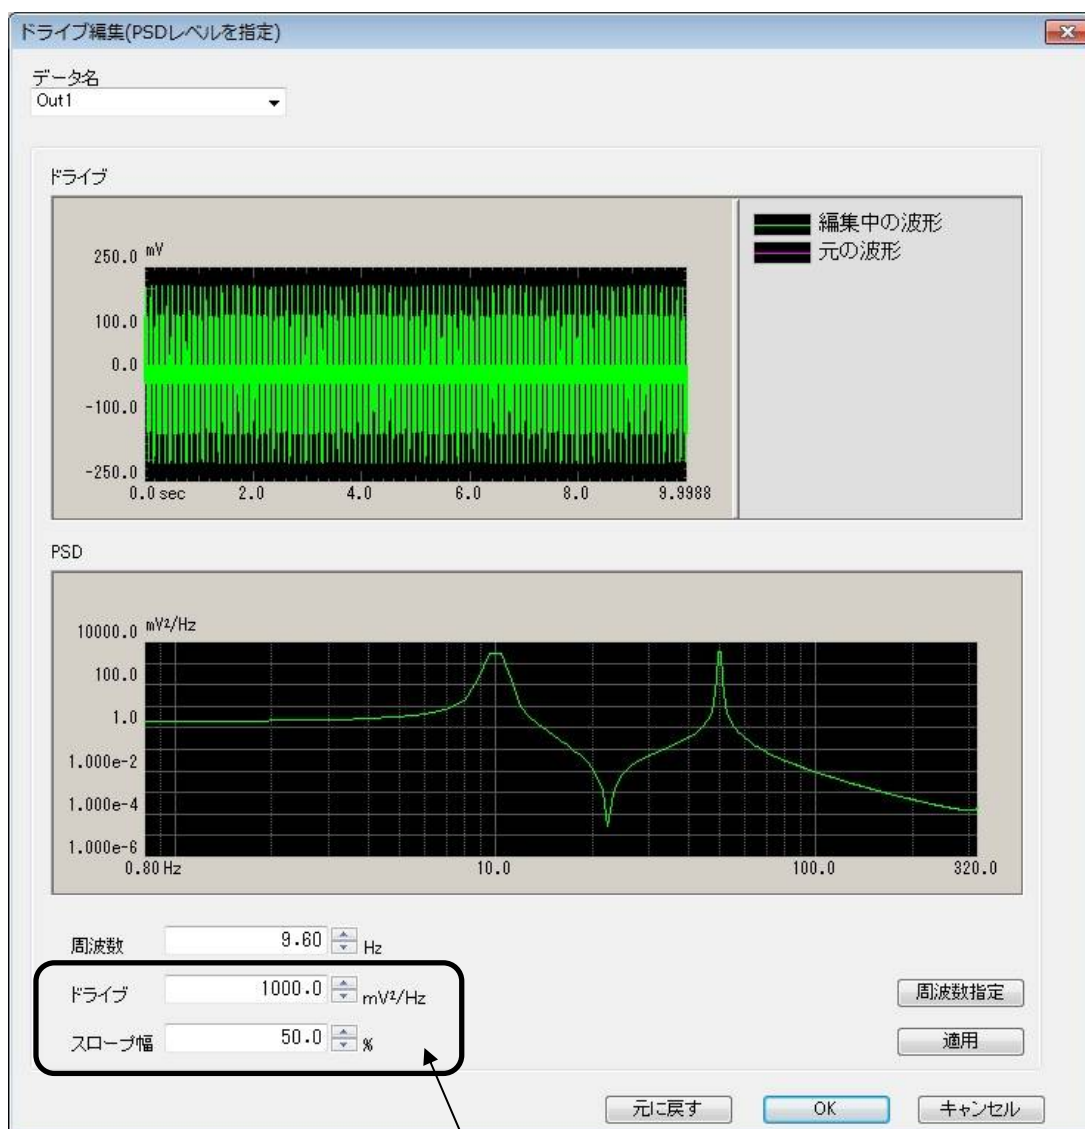 ドライブ編集(PSDレベルを指定)
データ名
Out1
ドライブ
250.0 mV
100.0
0.0
-100.0
-250.0
0.0 sec 2.0 4.0 6.0 8.0 9.9988
編集中の波形
元の波形
PSD
10000.0 mV²/Hz
100.0
1.0
1.000e-2
1.000e-4
1.000e-6
0.80 Hz 10.0 100.0 320.0
周波数 9.60 Hz
ドライブ 1000.0 mV²/Hz 周波数指定
スロープ幅 50.0 % 適用
元に戻す OK キャンセル